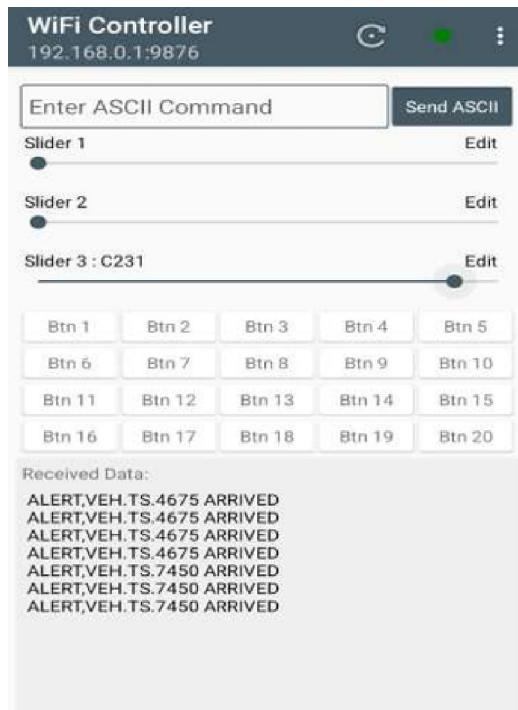 WiFi Controller
192.168.0.1:9876
Enter ASCII Command Send ASCII
Slider 1 Edit
Slider 2 Edit
Slider 3 : C231 Edit
Btn 1 Btn 2 Btn 3 Btn 4 Btn 5
Btn 6 Btn 7 Btn 8 Btn 9 Btn 10
Btn 11 Btn 12 Btn 13 Btn 14 Btn 15
Btn 16 Btn 17 Btn 18 Btn 19 Btn 20
Received Data:
ALERT,VEH.TS.4675 ARRIVED
ALERT,VEH.TS.4675 ARRIVED
ALERT,VEH.TS.4675 ARRIVED
ALERT,VEH.TS.4675 ARRIVED
ALERT,VEH.TS.7450 ARRIVED
ALERT,VEH.TS.7450 ARRIVED
ALERT,VEH.TS.7450 ARRIVED